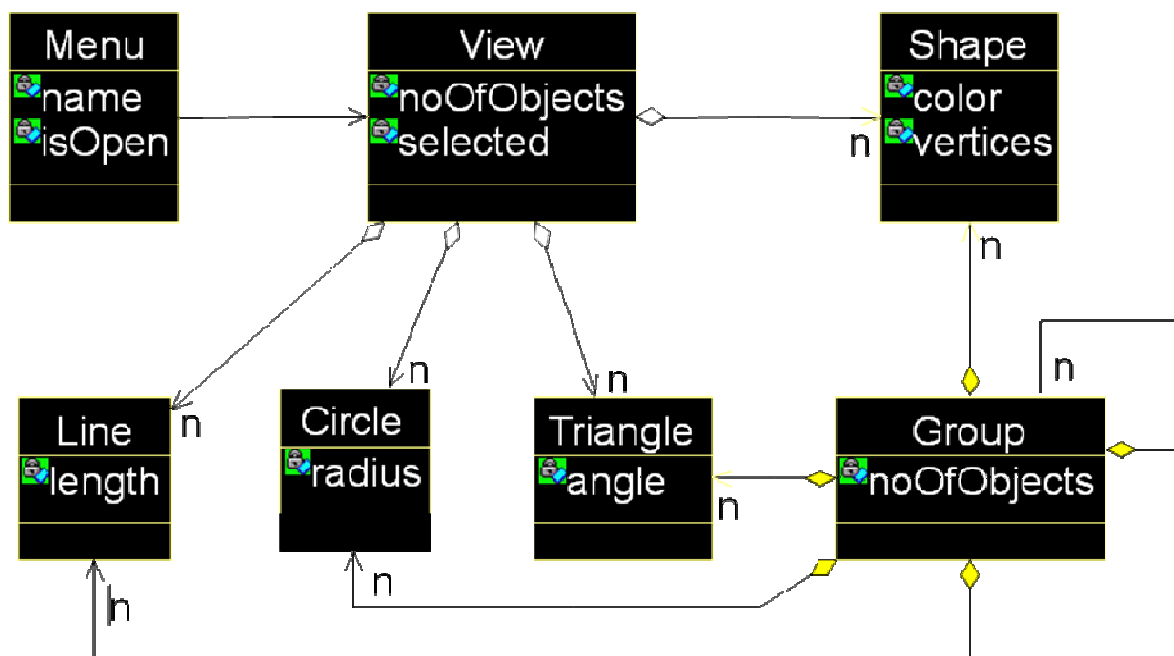 Menu
name
isOpen
View
noOfObjects
selected
Shape
color
vertices
n
n
n
n
n
n
Line
length
Circle
radius
Triangle
angle
Group
noOfObjects
n
n
n